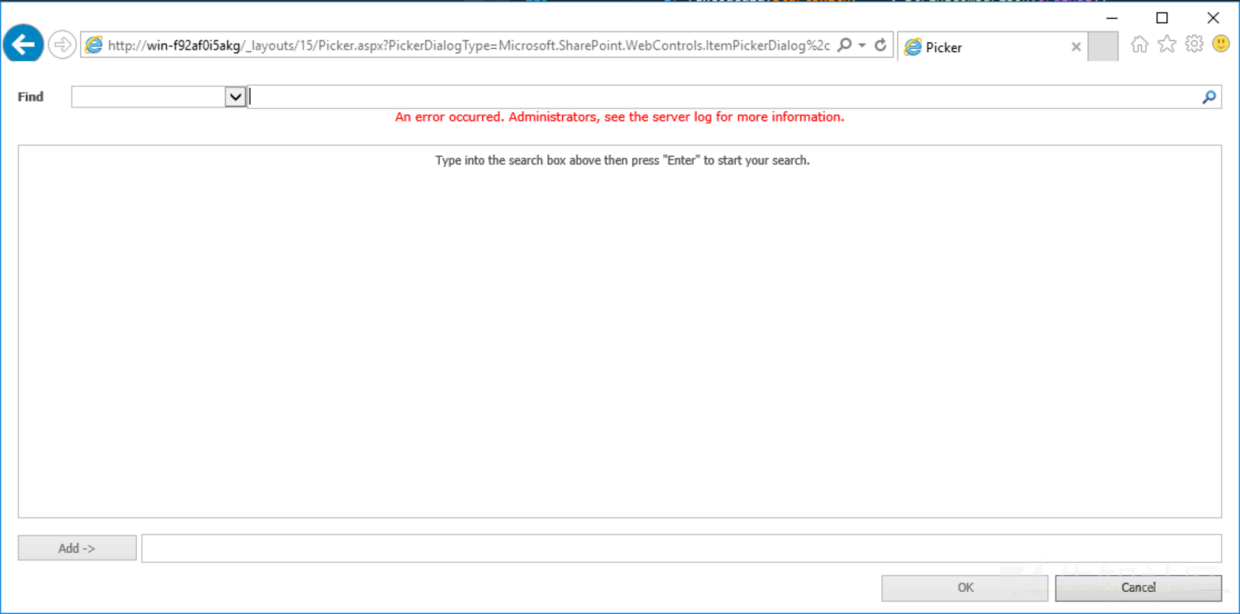 http://win-f92af0i5akg/_layouts/15/Picker.aspx?PickerDialogType=Microsoft.SharePoint.WebControls.ItemPickerDialog%2c
Picker
Find
An error occurred. Administrators, see the server log for more information.
Type into the search box above then press "Enter" to start your search.
Add ->
OK
Cancel